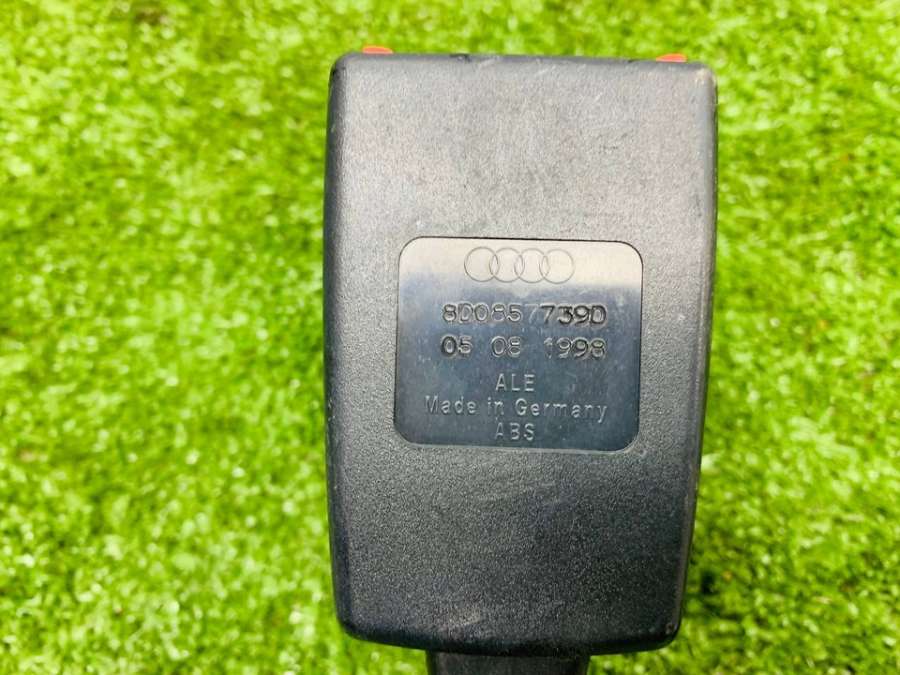 8D0857739D
05 08 1998
ALE
Made in Germany
ABS